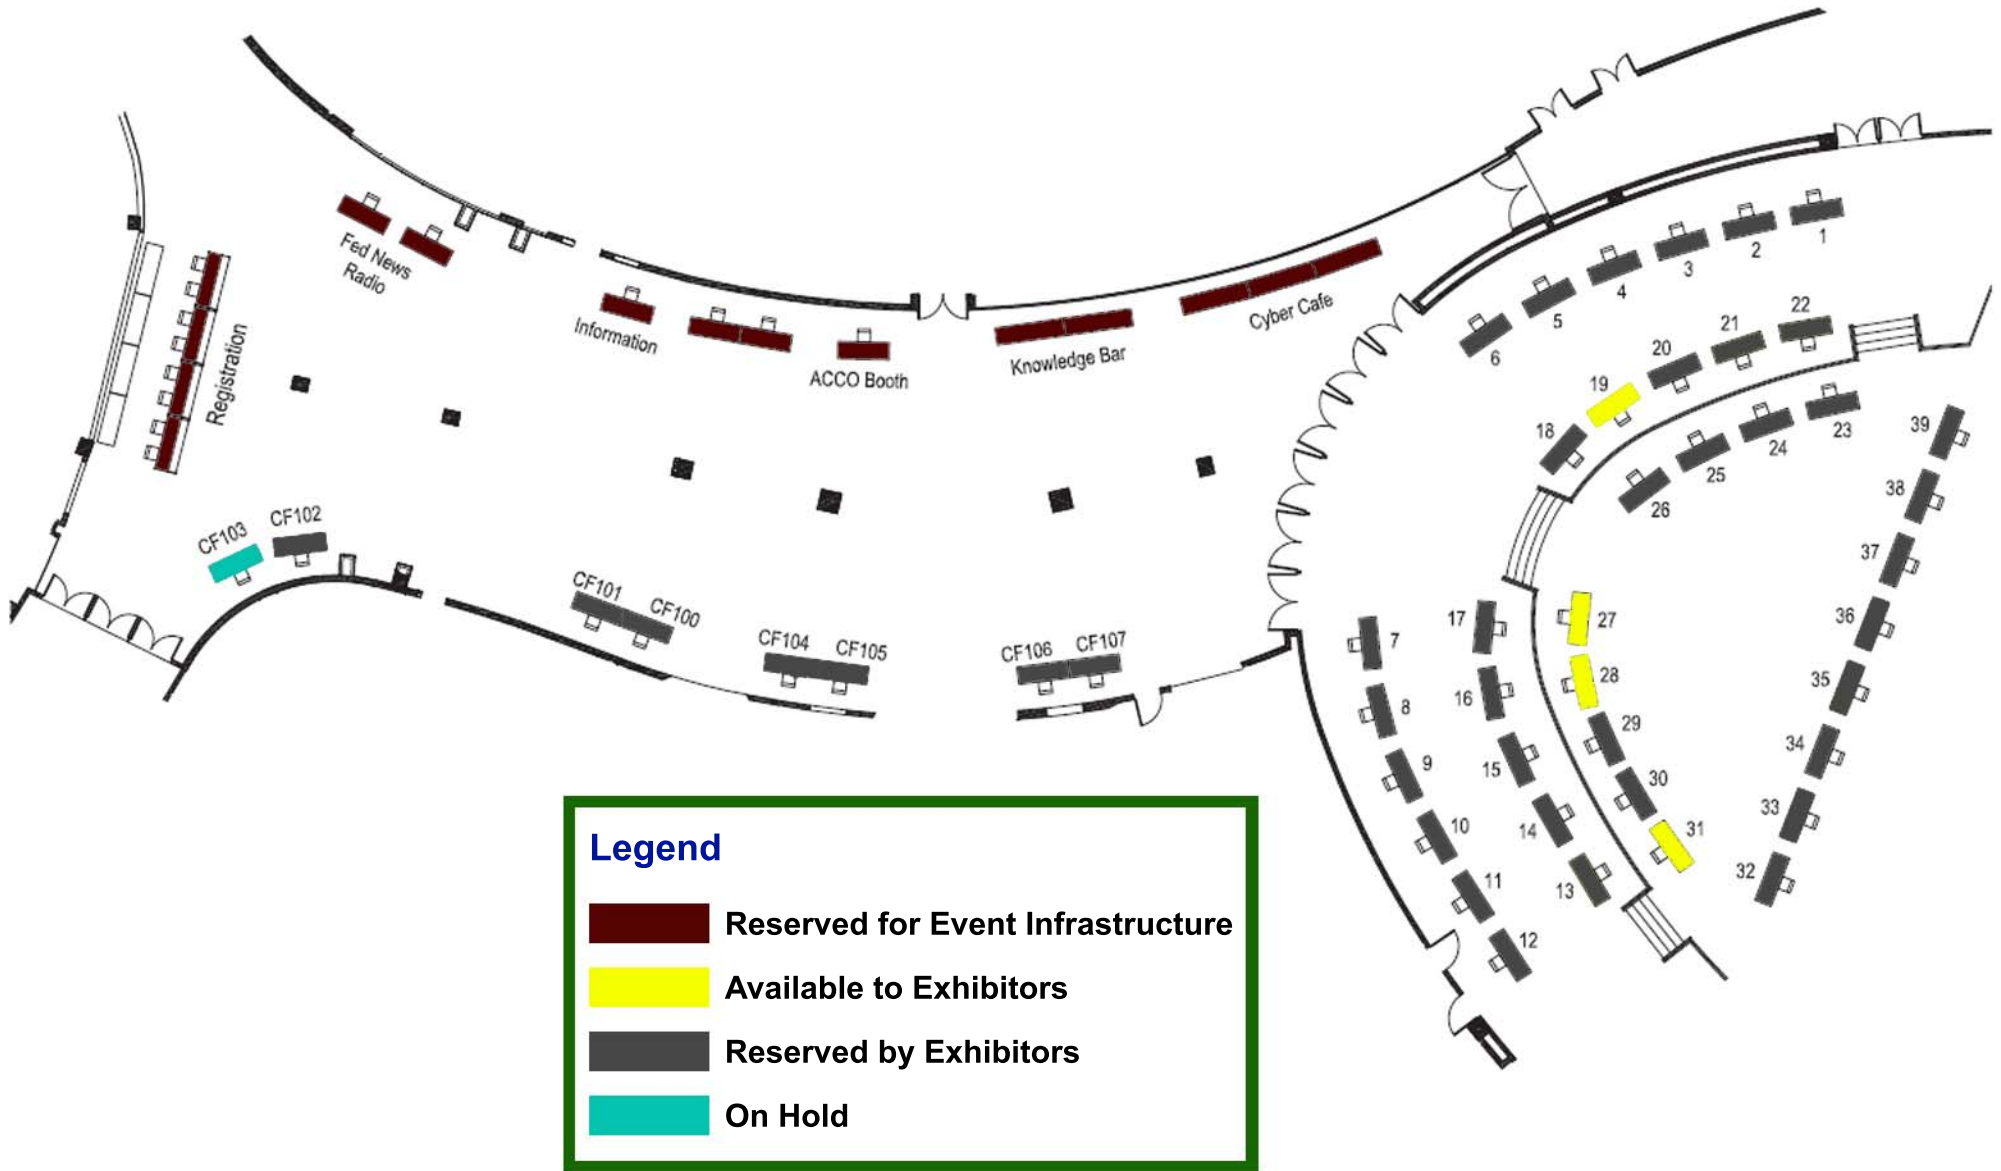 1
2
3
4
5
6
22
21
20
19
18
23
24
25
26
Fed News
Radio
Information
ACCO Booth
Knowledge Bar
Cyber Cafe
Registration
CF103
CF102
CF101
CF100
CF104
CF105
CF106
CF107
7
8
9
10
11
12
17
16
15
14
13
27
28
29
30
31
39
38
37
36
35
34
33
32
Legend
Reserved for Event Infrastructure
Available to Exhibitors
Reserved by Exhibitors
On Hold